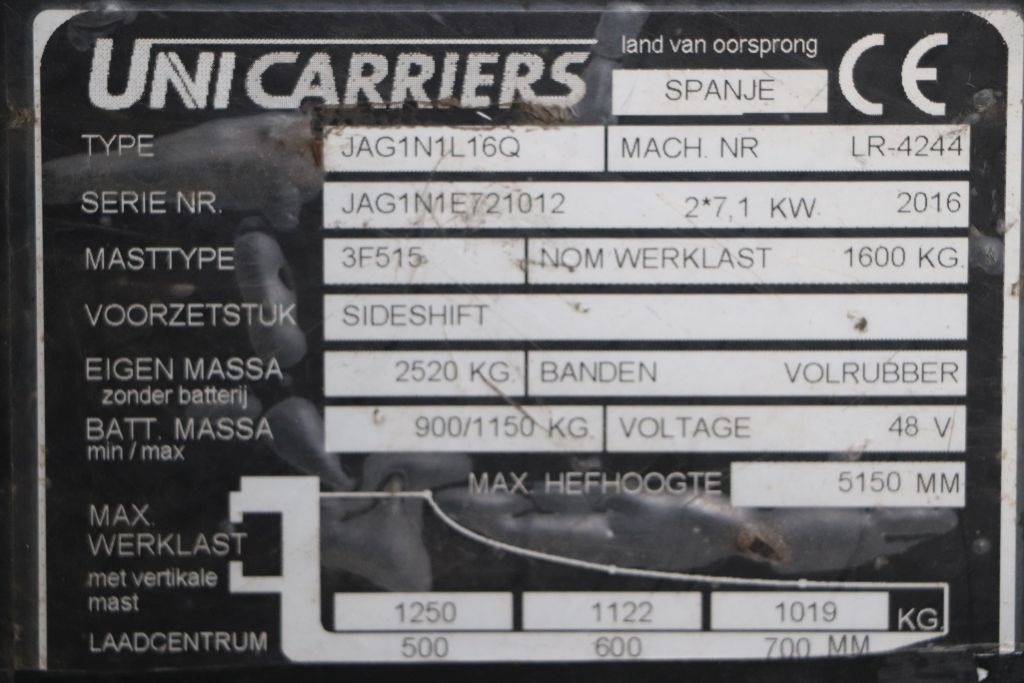 UNICARRIERS land van oorsprong CE
SPANJE
TYPE JAG1N1L16Q MACH. NR LR-4244
SERIE NR. JAG1N1E721012 2*7,1 KW. 2016
MASTTYPE 3F515 NOM WERKLAST 1600 KG.
VOORZETSTUK SIDESHIFT
EIGEN MASSA 2520 KG. BANDEN VOLRUBBER
zonder batterij
BATT. MASSA 900/1150 KG VOLTAGE 48 V
min / max
MAX. HEFHOOGTE 5150 MM
MAX.
WERKLAST
met vertikale
mast
1250 1122 1019 KG.
LAADCENTRUM 500 600 700 MM